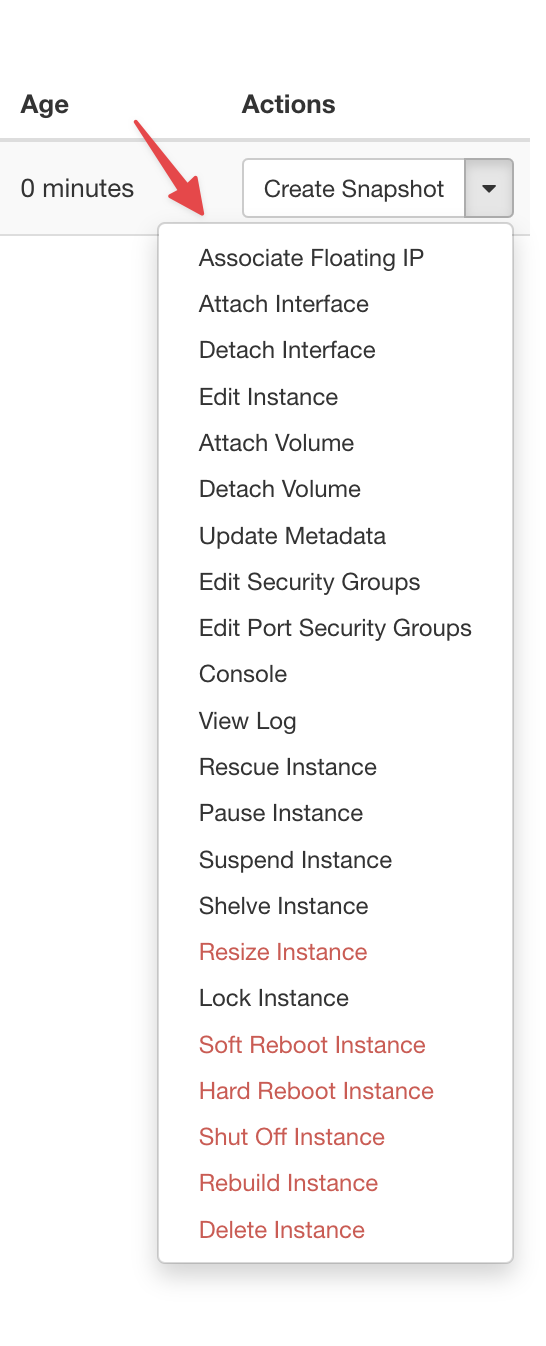 Age Actions
0 minutes Create Snapshot
Associate Floating IP
Attach Interface
Detach Interface
Edit Instance
Attach Volume
Detach Volume
Update Metadata
Edit Security Groups
Edit Port Security Groups
Console
View Log
Rescue Instance
Pause Instance
Suspend Instance
Shelve Instance
Resize Instance
Lock Instance
Soft Reboot Instance
Hard Reboot Instance
Shut Off Instance
Rebuild Instance
Delete Instance